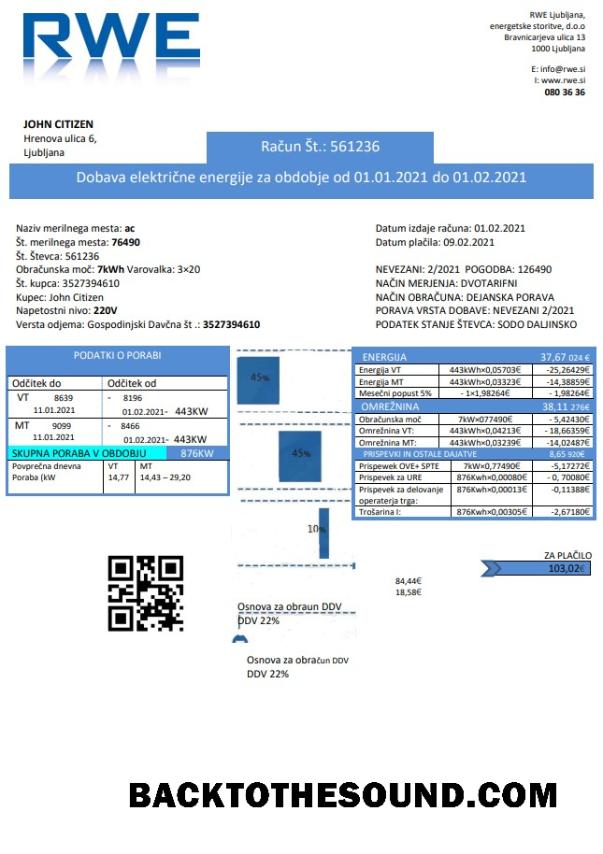 RWE
RWE Ljubljana,
energetske storitve, d.o.o
Bravnicarjeva ulica 13
1000 Ljubljana
E: info@rwe.si
I: www.rwe.si
080 36 36
JOHN CITIZEN
Hrenova ulica 6,
Ljubljana
Račun Št.: 561236
Dobava električne energije za obdobje od 01.01.2021 do 01.02.2021
Naziv merilnega mesta: ac
Št. merilnega mesta: 76490
Št. Števca: 561236
Obračunska moč: 7kWh Varovalka: 3×20
Št. kupca: 3527394610
Kupec: John Citizen
Napetostni nivo: 220V
Versta odjema: Gospodinjski Davčna št .: 3527394610
Datum izdaje računa: 01.02.2021
Datum plačila: 09.02.2021
NEVEZANI: 2/2021 POGODBA: 126490
NAČIN MERJENJA: DVOTARIFNI
NAČIN OBRAČUNA: DEJANSKA PORAVA
PORAVA VRSTA DOBAVE: NEVEZANI 2/2021
PODATEK STANJE ŠTEVCA: SODO DALJINSKO
PODATKI O PORABI
Odčitek do Odčitek od
VT 8639 - 8196
11.01.2021 01.02.2021- 443KW
MT 9099 - 8466
11.01.2021 01.02.2021- 443KW
SKUPNA PORABA V OBDOBJU 876KW
Povprečna dnevna VT MT
Poraba (kW 14,77 14,43 – 29,20
45%
45%
10%
ENERGIJA 37,67 024 €
Energija VT 443kWh×0,05703€ -25,26429€
Energija MT 443kWh×0,03323€ -14,38859€
Mesečni popust 5% - 1×1,98264€ - 1,98264€
OMREŽNINA 38,11 276€
Obračunska moč 7kW×077490€ - 5,42430€
Omrežnina VT: 443kWh×0,04213€ - 18,66359€
Omrežnina MT: 443kWh×0,03239€ -14,02487€
PRISPEVKI IN OSTALE DAJATVE 8,65 920€
Prispewek OVE+ SPTE 7kW×0,77490€ -5,17272€
Prispevek za URE 876Kwh×0,00080€ - 0, 70080€
Prispevek za delovanje 876Kwh×0,00013€ -0,11388€
operaterja trga:
Trošarina I: 876Kwh×0,00305€ -2,67180€
ZA PLAČILO
103,02€
84,44€
18,58€
Osnova za obraun DDV
DDV 22%
Osnova za obračun DDV
DDV 22%
BACKTOTHESOUND.COM